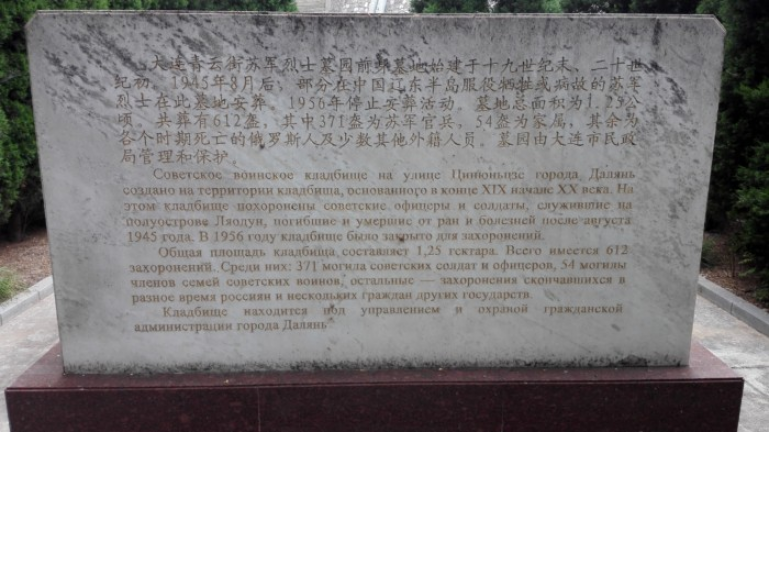 大连青云街苏军烈士墓园前身墓地始建于十九世纪末、二十世
纪初。1945年8月后，部分在中国辽东半岛服役牺牲或病故的苏军
烈士在此墓地安葬。1956年停止安葬活动。墓地总面积为1.25公
顷，共葬有612盔，其中371盔为苏军官兵，54盔为家属，其余为
各个时期死亡的俄罗斯人及少数其他外籍人员。墓园由大连市民政
局管理和保护。
Советское воинское кладбище на улице Цинюньцзе города Далянь
создано на территории кладбища, основанного в конце XIX начале XX века. На
этом кладбище похоронены советские офицеры и солдаты, служившие на
полуострове Ляодун, погибшие и умершие от ран и болезней после августа
1945 года. В 1956 году кладбище было закрыто для захоронений.
Общая площадь кладбища составляет 1,25 гектара. Всего имеется 612
захоронений. Среди них: 371 могила советских солдат и офицеров, 54 могилы
членов семей советских воинов, остальные — захоронения скончавшихся в
разное время россиян и нескольких граждан других государств.
Кладбище находится под управлением и охраной гражданской
администрации города Далянь